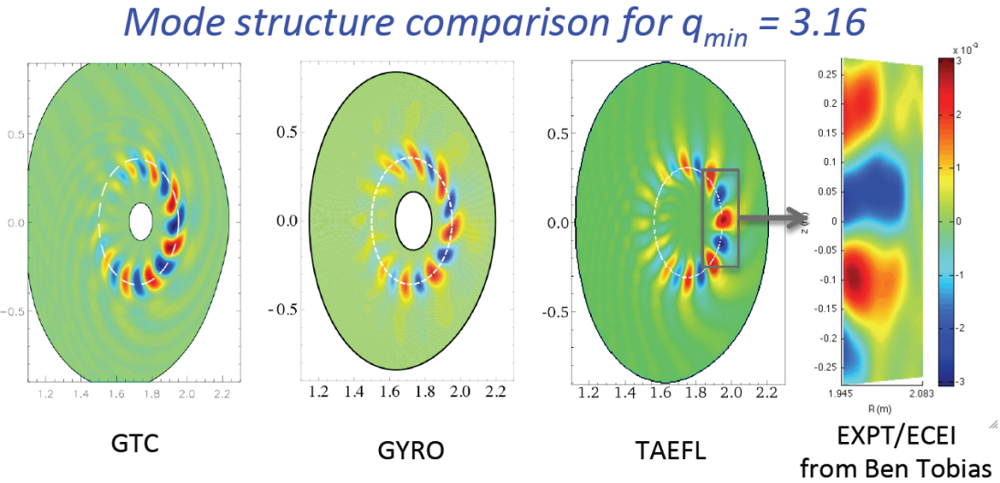 Mode structure comparison for qmin = 3.16
x 10⁻³
0.5
0.0
−0.5
1.2 1.4 1.6 1.8 2.0 2.2
GTC
0.5
0.0
-0.5
1.2 1.4 1.6 1.8 2.0 2.2
GYRO
0.5
0.0
-0.5
1.2 1.4 1.6 1.8 2.0 2.2
TAEFL
0.25
0.2
0.15
0.1
0.05
0
-0.05
-0.1
-0.15
-0.2
-0.25
1.945 2.083
R (m)
3
2
1
0
-1
-2
-3
EXPT/ECEI
from Ben Tobias